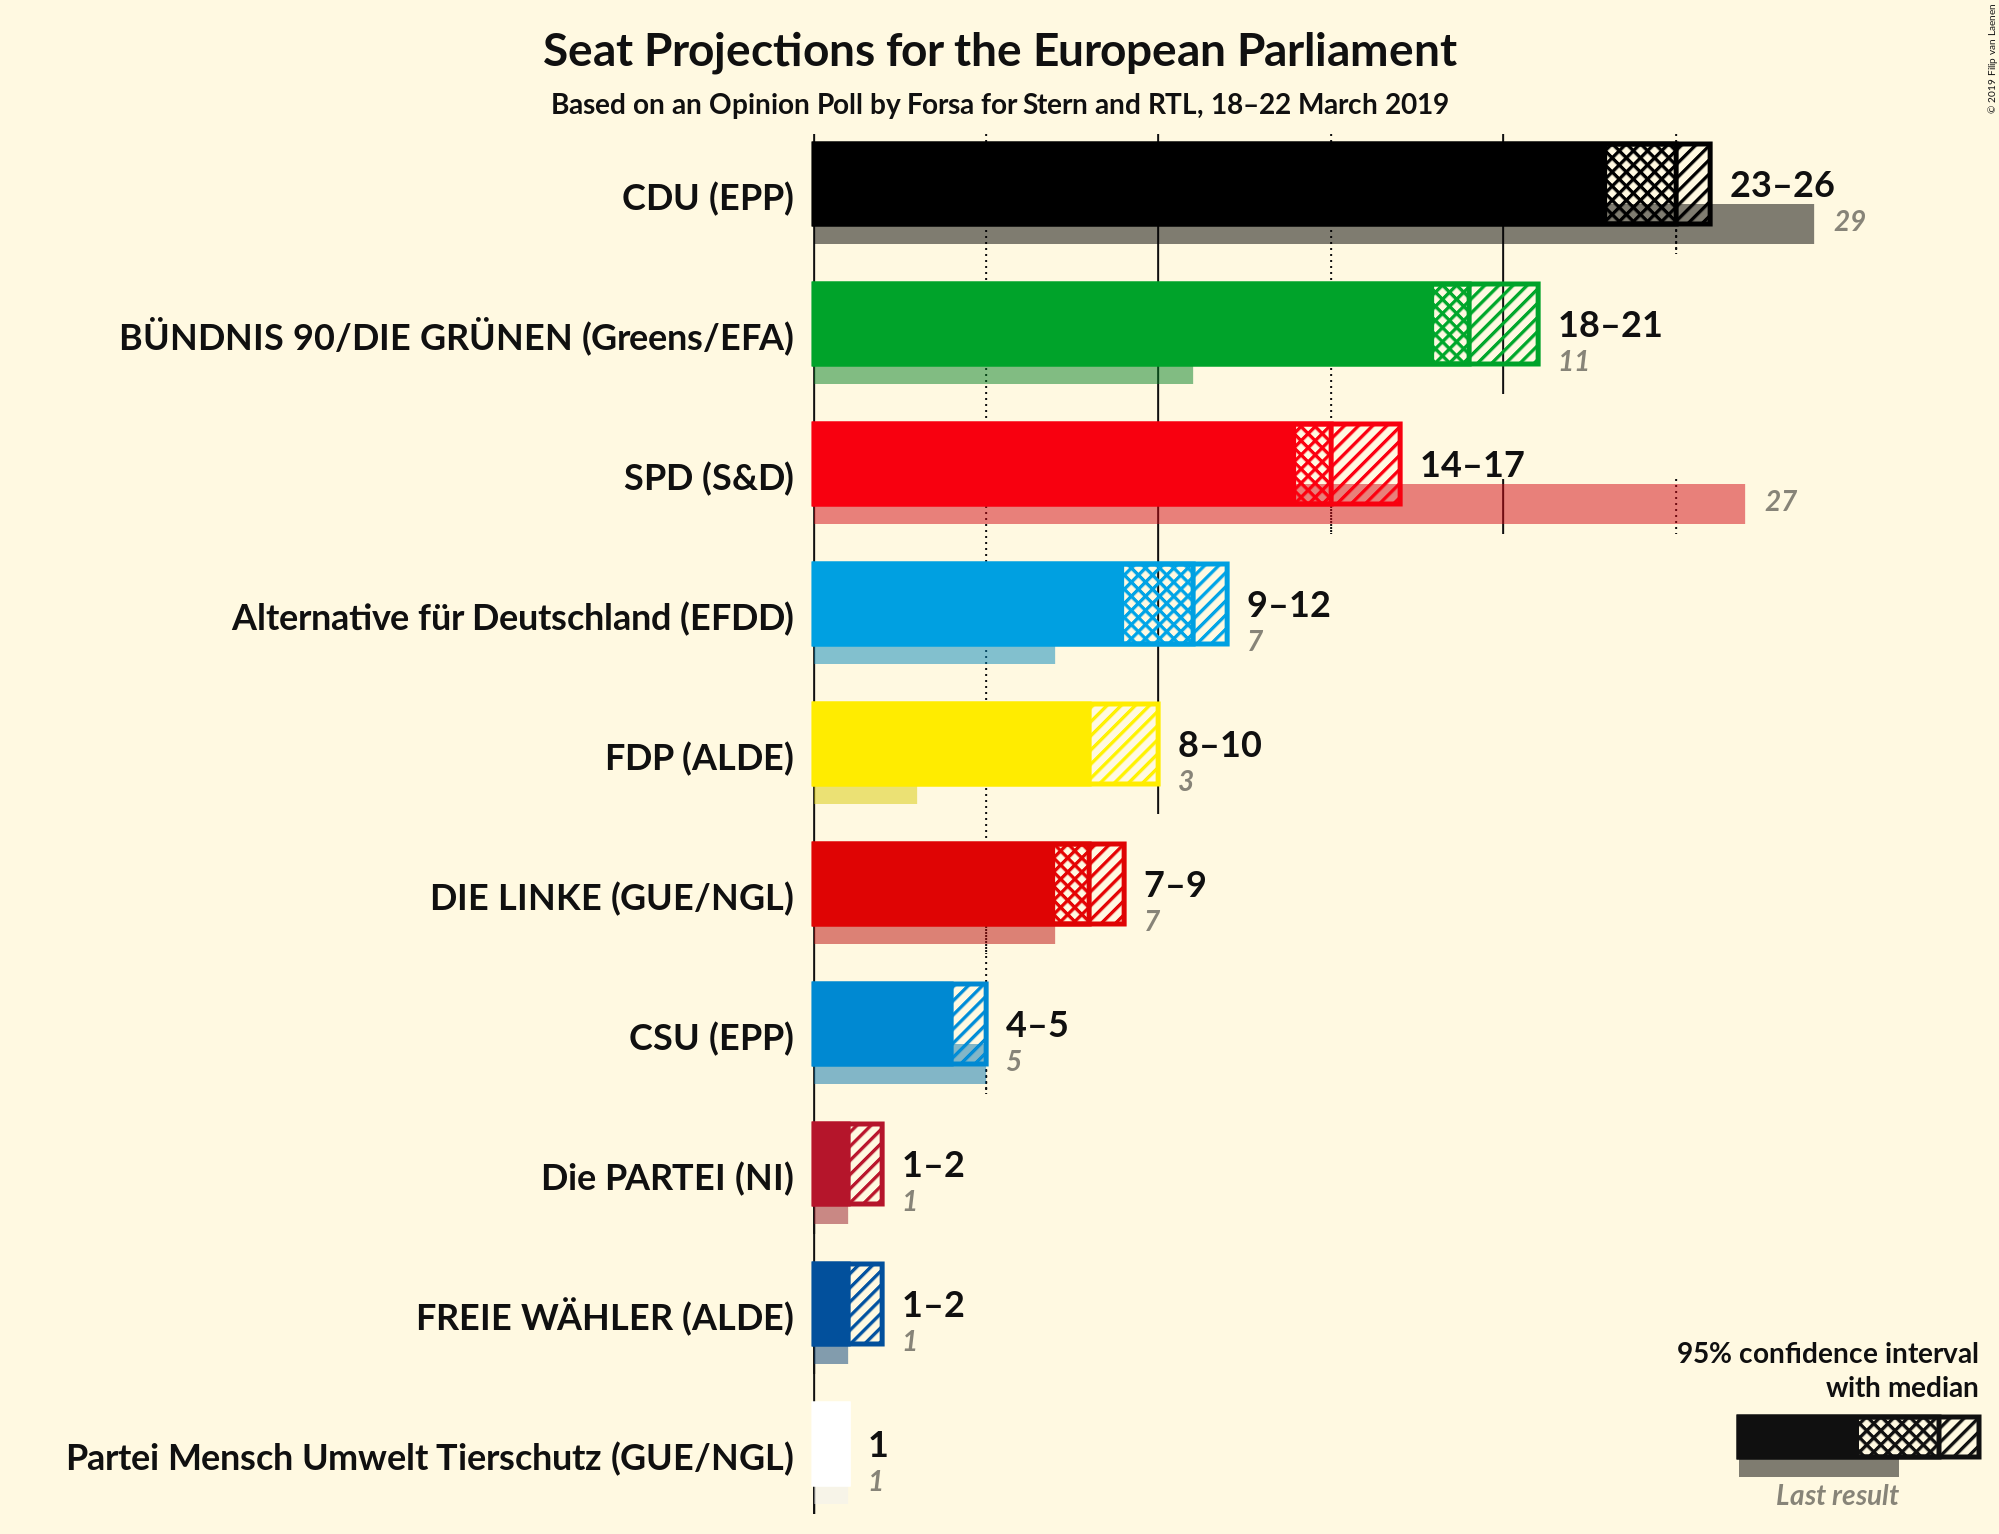 Seat Projections for the European Parliament
Based on an Opinion Poll by Forsa for Stern and RTL, 18–22 March 2019
© 2019 Filip van Laenen
CDU (EPP)
23–26
29
BÜNDNIS 90/DIE GRÜNEN (Greens/EFA)
18–21
11
SPD (S&D)
14–17
27
Alternative für Deutschland (EFDD)
9–12
7
FDP (ALDE)
8–10
3
DIE LINKE (GUE/NGL)
7–9
7
CSU (EPP)
4–5
5
Die PARTEI (NI)
1–2
1
FREIE WÄHLER (ALDE)
1–2
1
Partei Mensch Umwelt Tierschutz (GUE/NGL)
1
1
95% confidence interval
with median
Last result